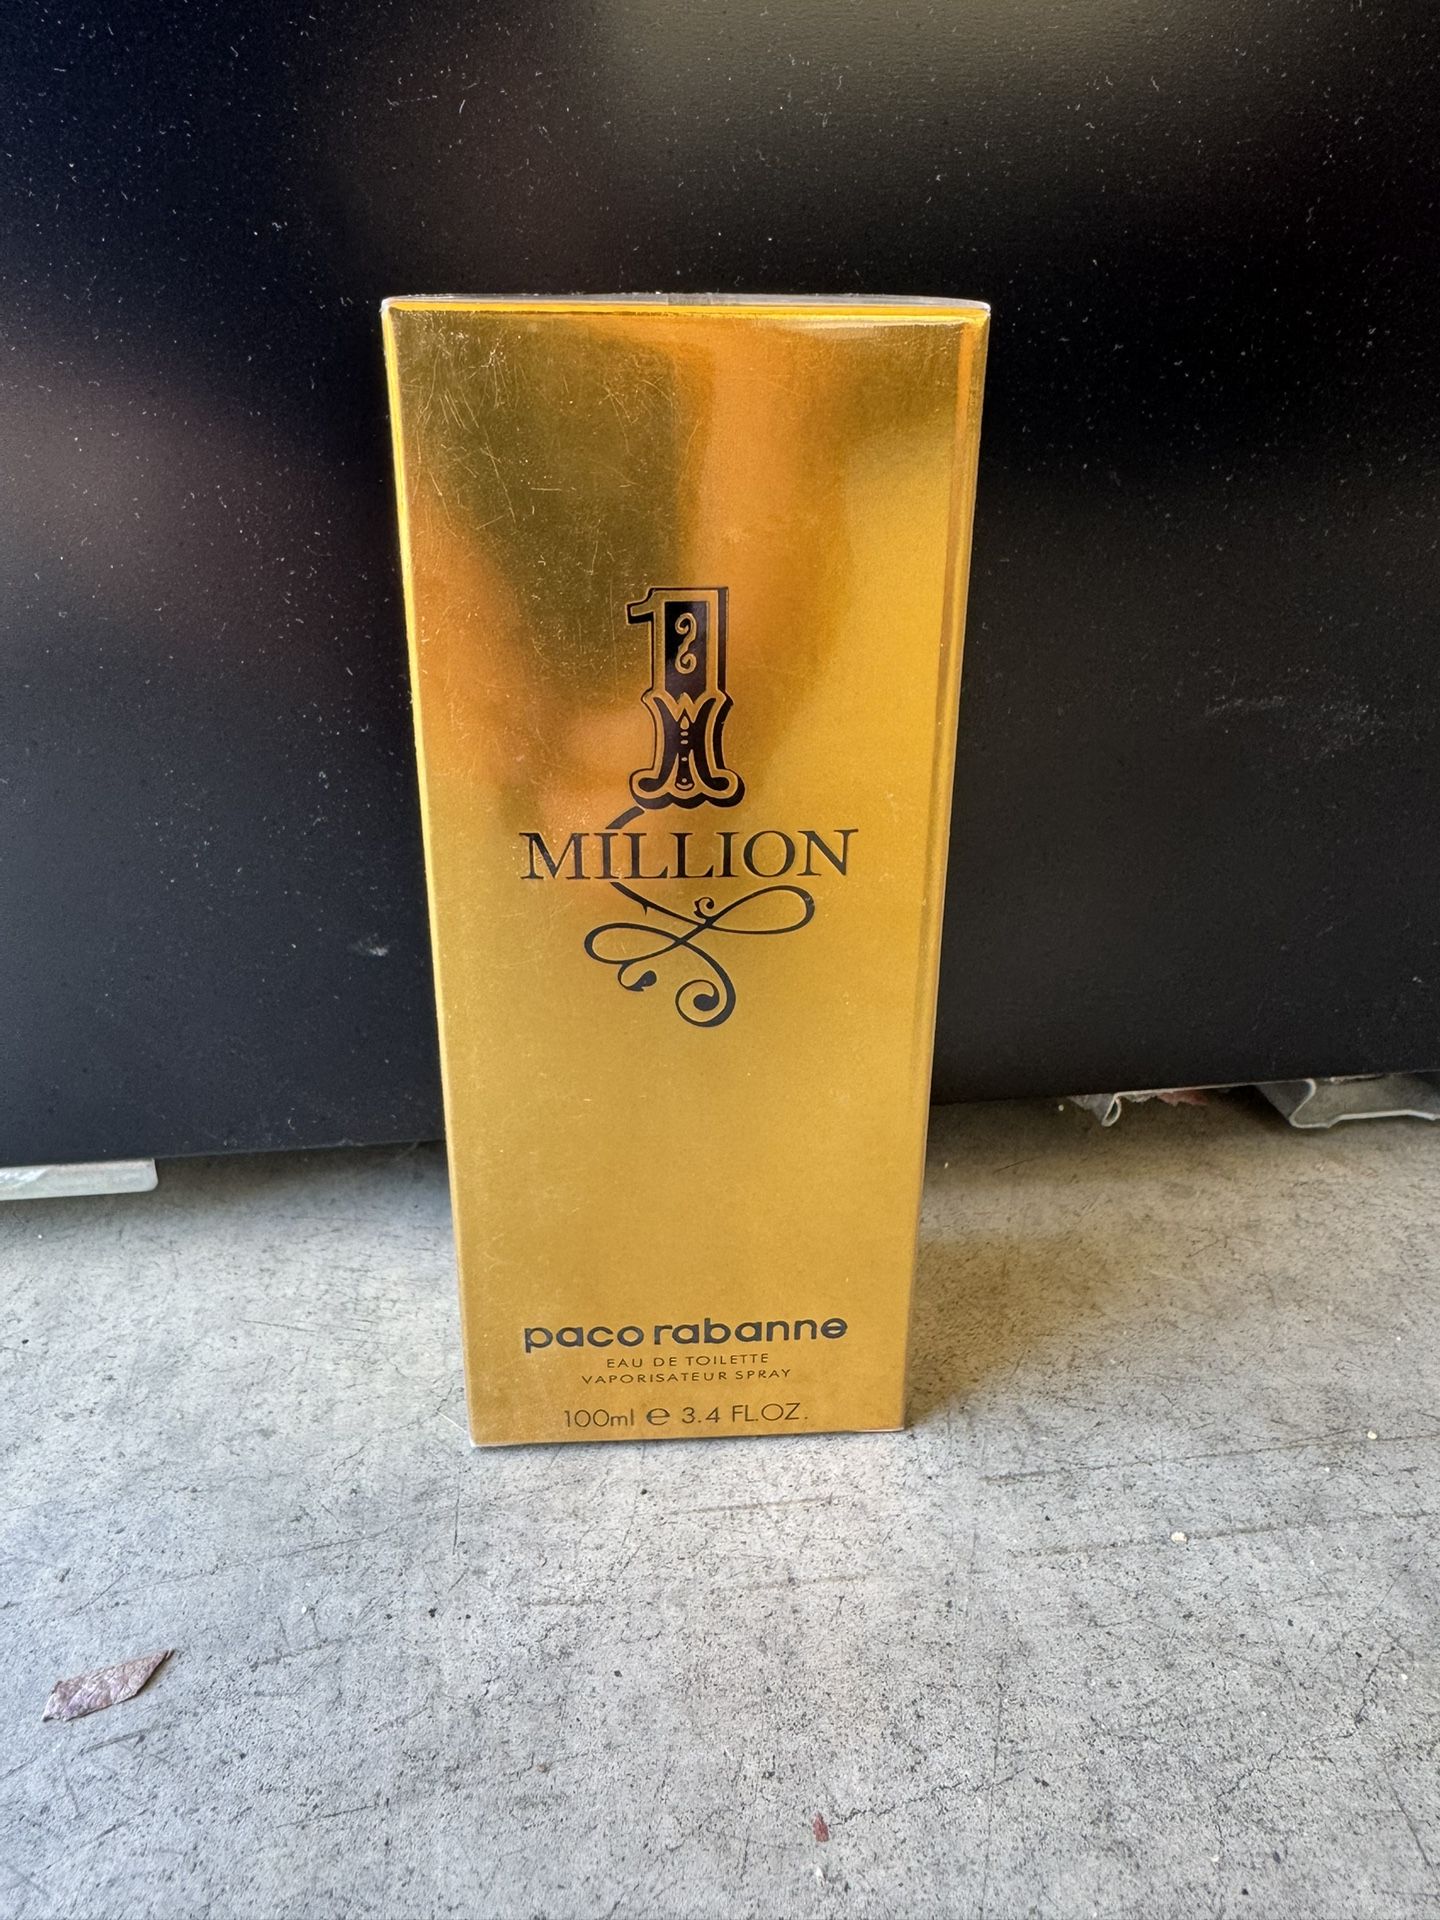 1
MILLION
paco rabanne
EAU DE TOILETTE
VAPORISATEUR SPRAY
100ml e 3.4 FL.OZ.